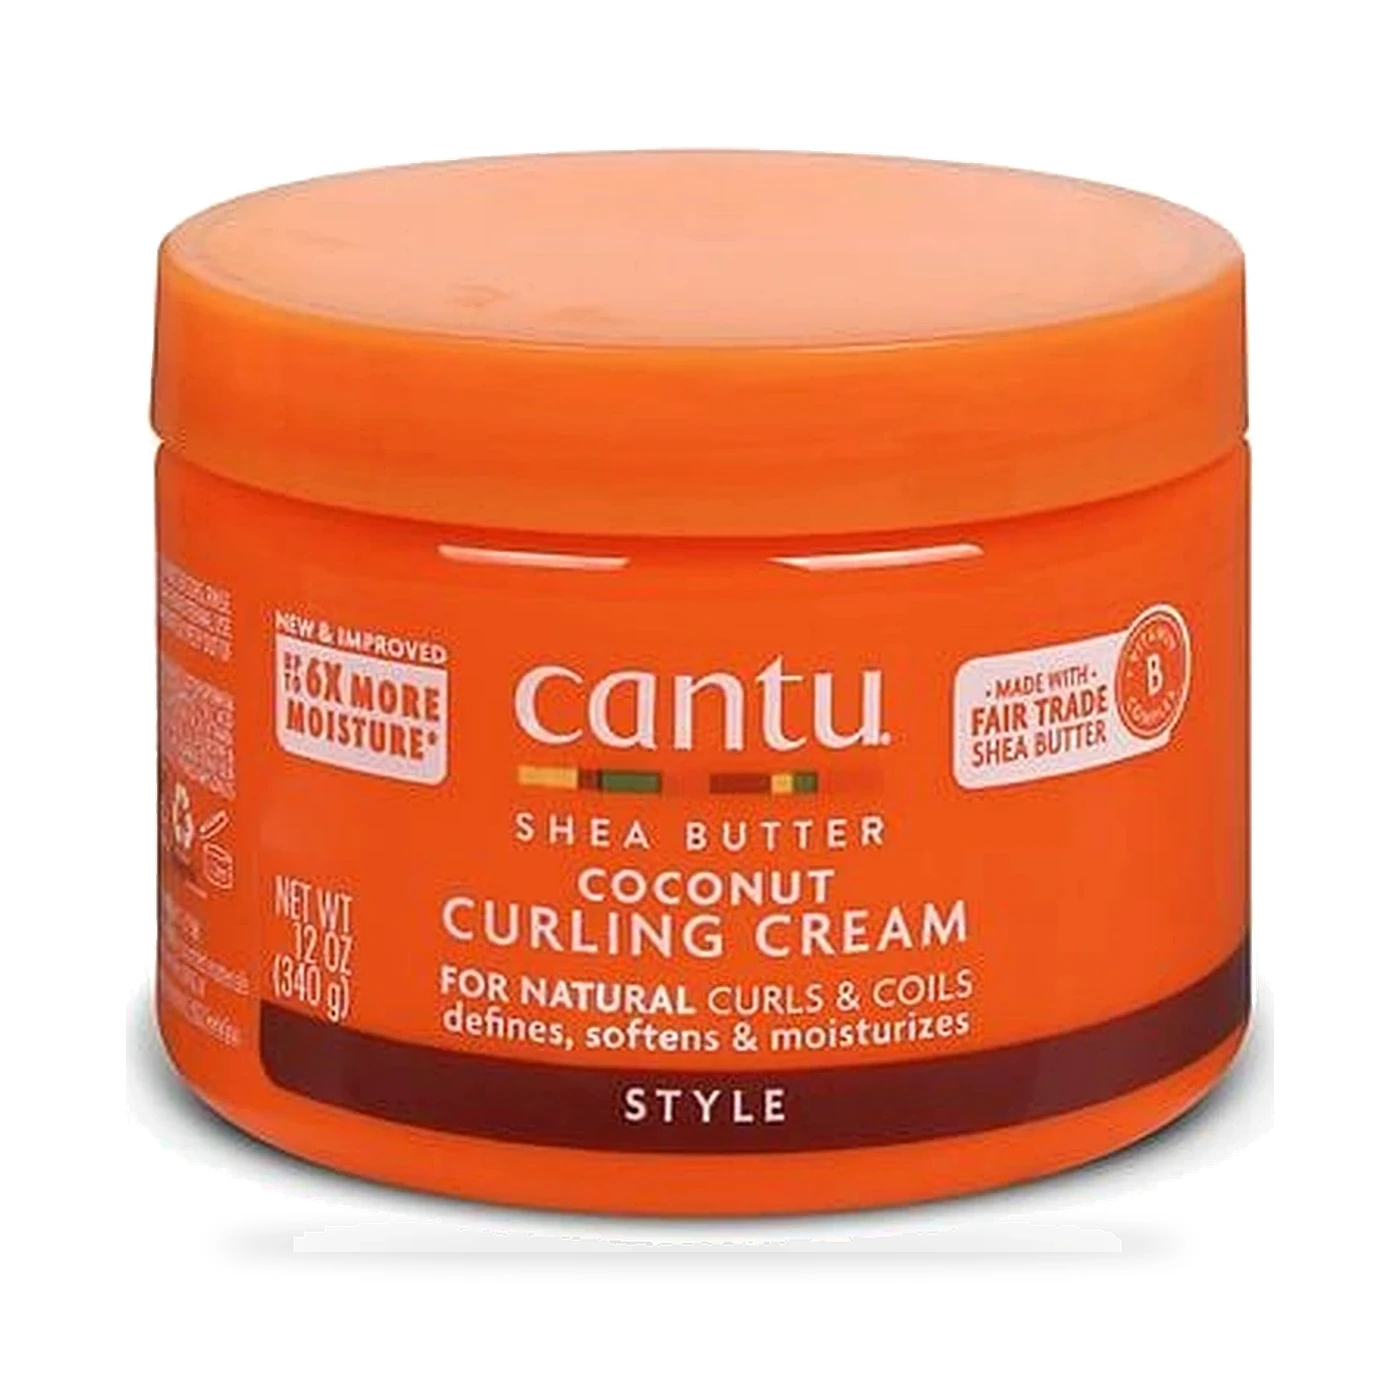 NEW & IMPROVED
UP TO 6X MORE
MOISTURE*
cantu
MADE WITH
FAIR TRADE
SHEA BUTTER
B
SHEA BUTTER
COCONUT
CURLING CREAM
NET WT
12 OZ
(340 g)
FOR NATURAL CURLS & COILS
defines, softens & moisturizes
STYLE